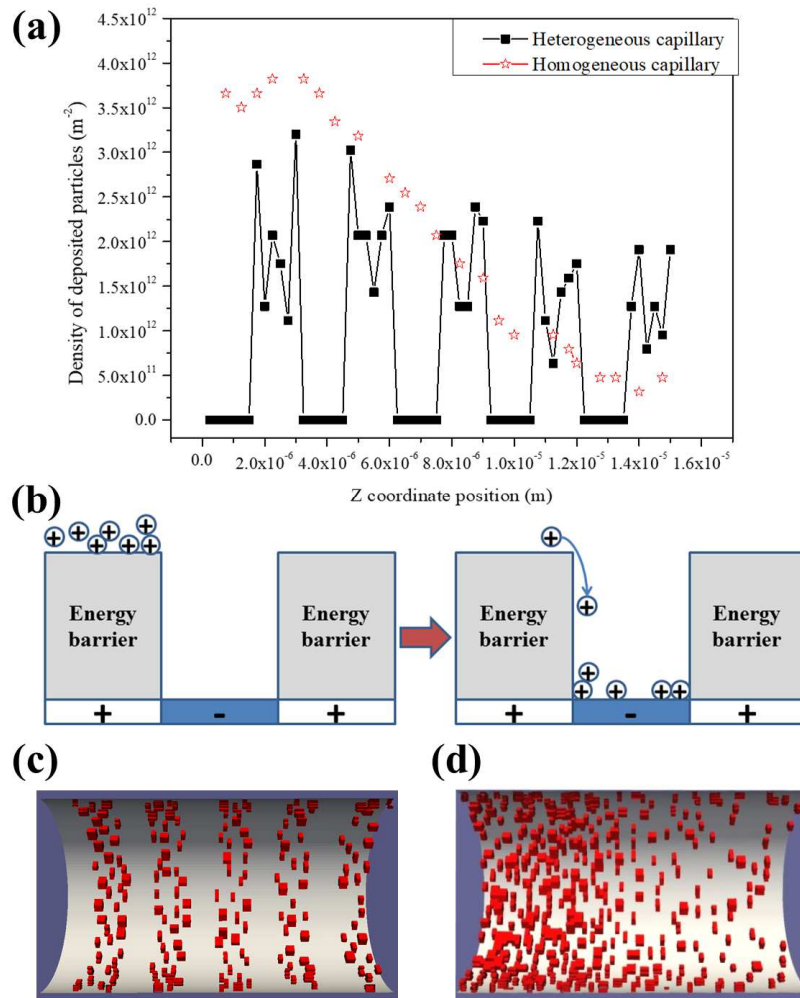 (a)
4.5x10¹²
4.0x10¹²
3.5x10¹²
3.0x10¹²
2.5x10¹²
2.0x10¹²
1.5x10¹²
1.0x10¹²
5.0x10¹¹
0.0
Density of deposited particles (m⁻²)
Heterogeneous capillary
Homogeneous capillary
0.0 2.0x10⁻⁶ 4.0x10⁻⁶ 6.0x10⁻⁶ 8.0x10⁻⁶ 1.0x10⁻⁵ 1.2x10⁻⁵ 1.4x10⁻⁵ 1.6x10⁻⁵
Z coordinate position (m)
(b)
+ + + + + + +
Energy
barrier
Energy
barrier
+ - +
+
+
Energy
barrier
Energy
barrier
+ + + + +
+ - +
(c)
(d)